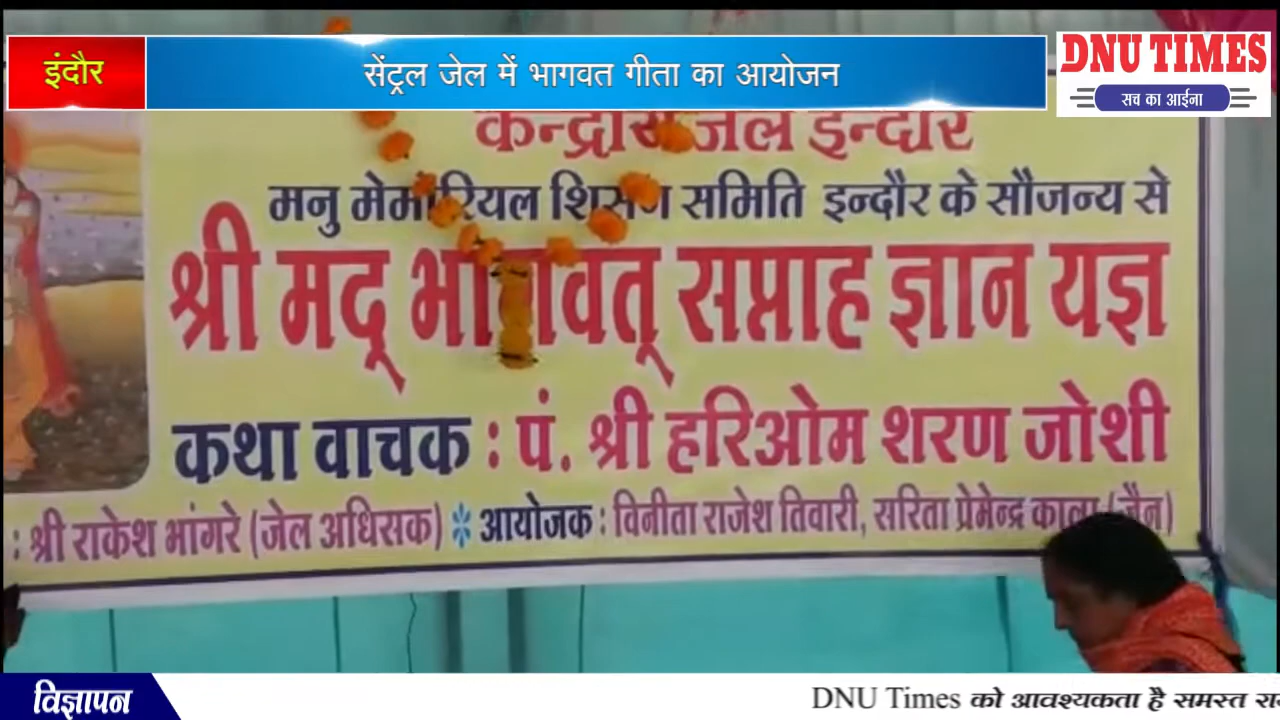 इंदौर
सेंट्रल जेल में भागवत गीता का आयोजन
DNU TIMES
सच का आईना
केन्द्रीय जेल इन्दौर
मनु मेमोरियल शिक्षण समिति इन्दौर के सौजन्य से
श्री मद् भागवत् सप्ताह ज्ञान यज्ञ
कथा वाचक : पं. श्री हरिओम शरण जोशी
: श्री राकेश भांगरे (जेल अधिसक) * आयोजक : विनीता राजेश तिवारी, सरिता प्रेमेन्द्र काला (जैन)
विज्ञापन
DNU Times को आवश्यकता है समस्त